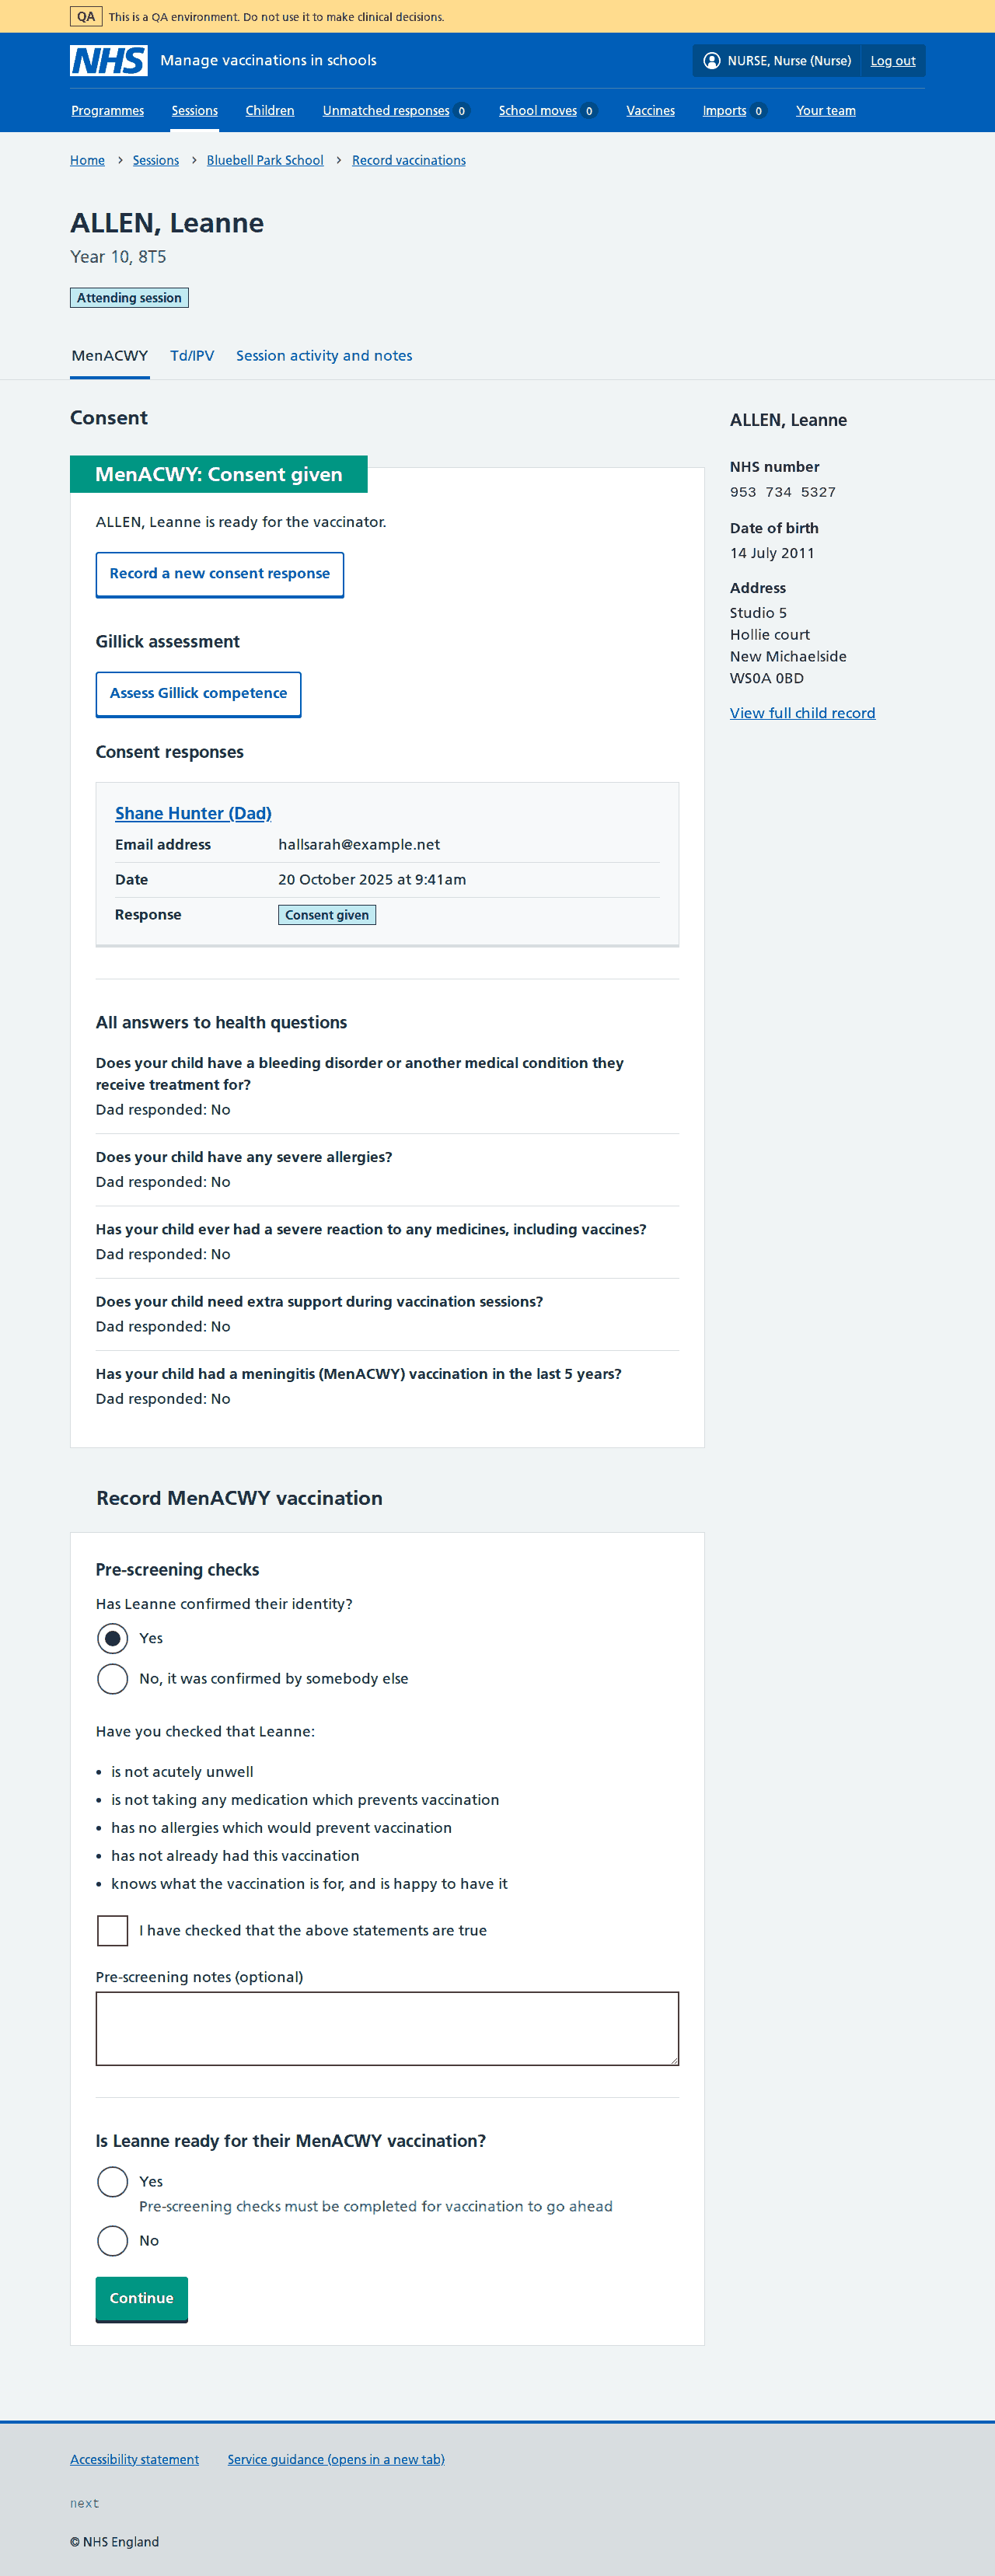 QA This is a QA environment. Do not use it to make clinical decisions.
NHS Manage vaccinations in schools NURSE, Nurse (Nurse) Log out
Programmes Sessions Children Unmatched responses 0 School moves 0 Vaccines Imports 0 Your team
Home Sessions Bluebell Park School Record vaccinations
ALLEN, Leanne
Year 10, 8T5
Attending session
MenACWY Td/IPV Session activity and notes
Consent
MenACWY: Consent given
ALLEN, Leanne is ready for the vaccinator.
Record a new consent response
Gillick assessment
Assess Gillick competence
Consent responses
Shane Hunter (Dad)
Email address hallsarah@example.net
Date 20 October 2025 at 9:41am
Response Consent given
All answers to health questions
Does your child have a bleeding disorder or another medical condition they
receive treatment for?
Dad responded: No
Does your child have any severe allergies?
Dad responded: No
Has your child ever had a severe reaction to any medicines, including vaccines?
Dad responded: No
Does your child need extra support during vaccination sessions?
Dad responded: No
Has your child had a meningitis (MenACWY) vaccination in the last 5 years?
Dad responded: No
ALLEN, Leanne
NHS number
953 734 5327
Date of birth
14 July 2011
Address
Studio 5
Hollie court
New Michaelside
WS0A 0BD
View full child record
Record MenACWY vaccination
Pre-screening checks
Has Leanne confirmed their identity?
Yes
No, it was confirmed by somebody else
Have you checked that Leanne:
• is not acutely unwell
• is not taking any medication which prevents vaccination
• has no allergies which would prevent vaccination
• has not already had this vaccination
• knows what the vaccination is for, and is happy to have it
I have checked that the above statements are true
Pre-screening notes (optional)
Is Leanne ready for their MenACWY vaccination?
Yes
Pre-screening checks must be completed for vaccination to go ahead
No
Continue
Accessibility statement Service guidance (opens in a new tab)
next
© NHS England